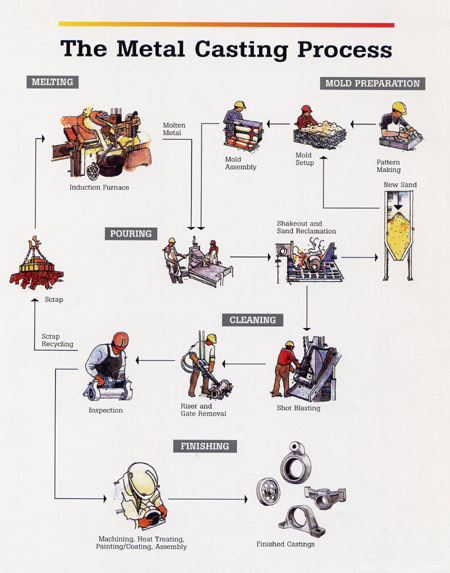 The Metal Casting Process
MELTING
MOLD PREPARATION
Molten
Metal
Induction Furnace
Mold
Assembly
Mold
Setup
Pattern
Making
New Sand
POURING
Shakeout and
Sand Reclamation
Scrap
CLEANING
Scrap
Recycling
Inspection
Riser and
Gate Removal
Shot Blasting
FINISHING
Machining, Heat Treating,
Painting/Coating, Assembly
Finished Castings